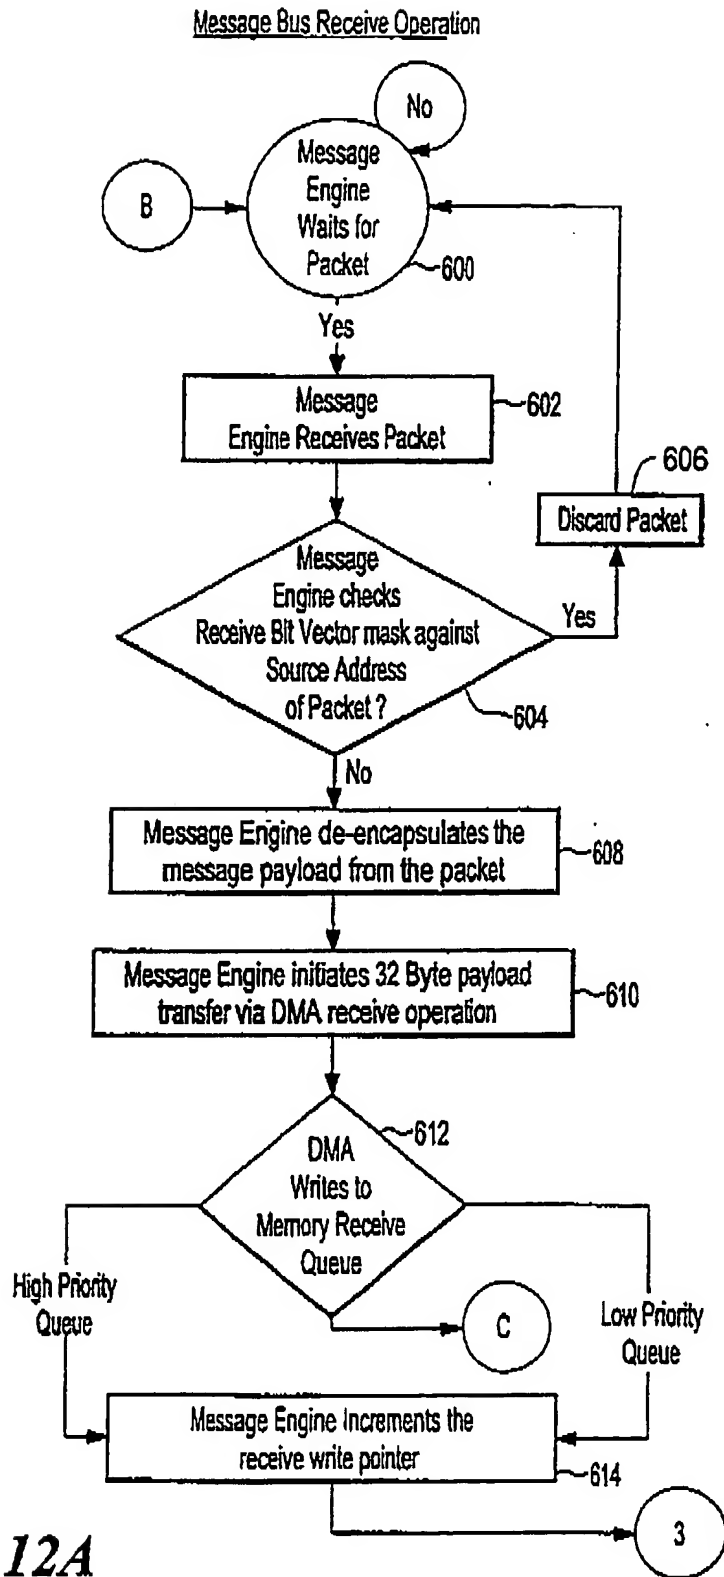 Message Bus Receive Operation
No
Message
Engine
Waits for
Packet
B
600
Yes
Message
Engine Receives Packet
602
606
Discard Packet
Message
Engine checks
Receive Bit Vector mask against
Source Address
of Packet ?
Yes
604
No
Message Engine de-encapsulates the
message payload from the packet
608
Message Engine initiates 32 Byte payload
transfer via DMA receive operation
610
612
DMA
Writes to
Memory Receive
Queue
High Priority
Queue
C
Low Priority
Queue
Message Engine Increments the
receive write pointer
614
3
12A